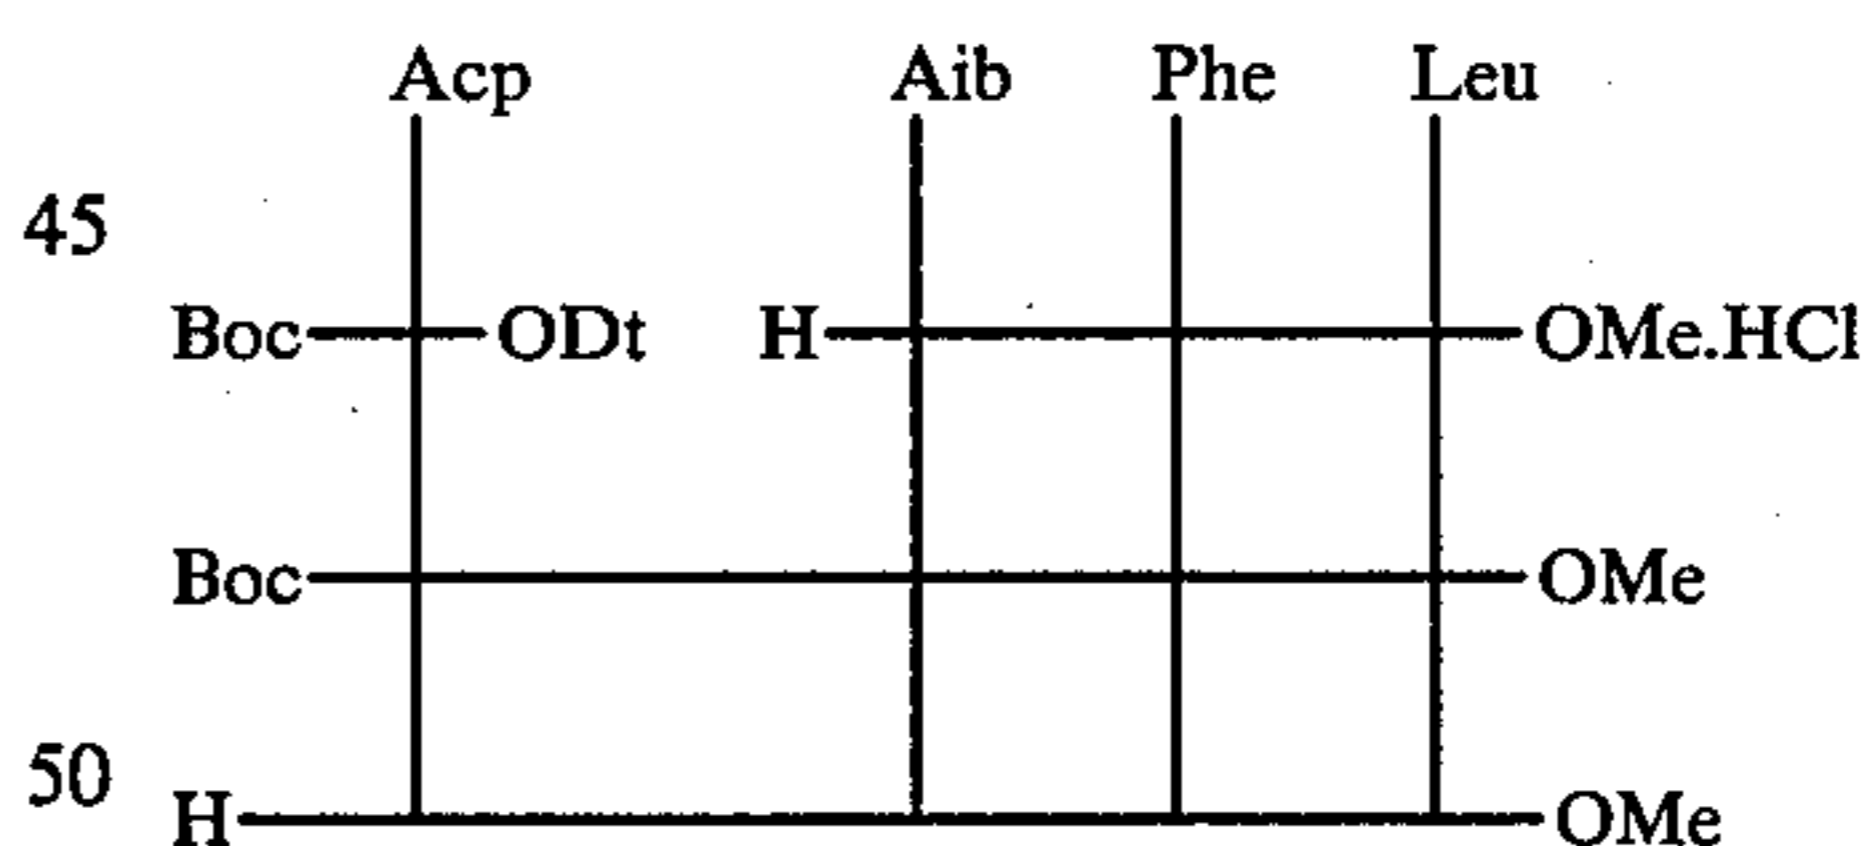 Acp Aib Phe Leu
45
Boc ODt H OMe.HCl
Boc OMe
50
H OMe